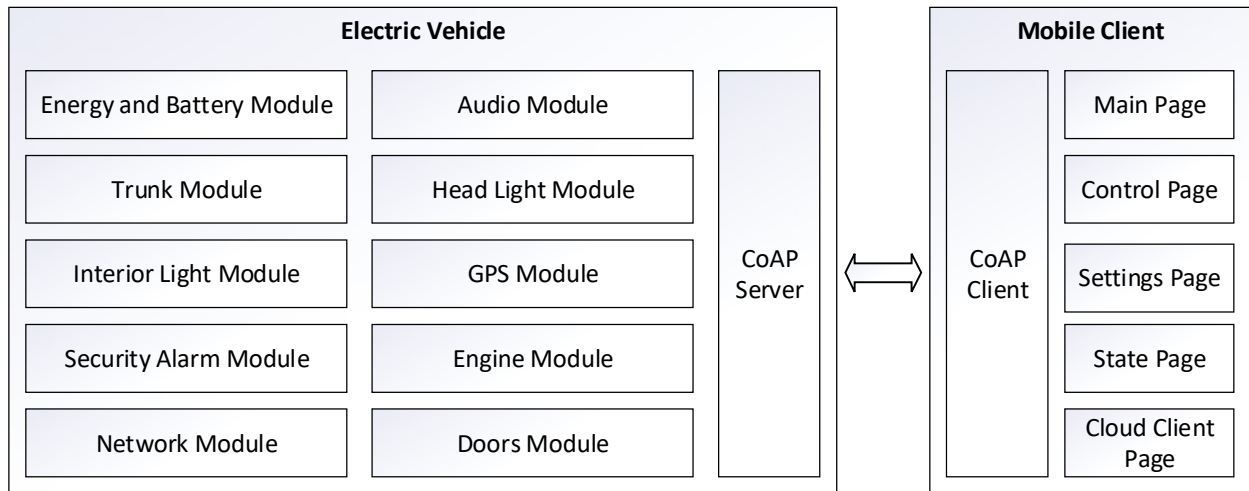 Electric Vehicle
Energy and Battery Module
Audio Module
Trunk Module
Head Light Module
Interior Light Module
GPS Module
Security Alarm Module
Engine Module
Network Module
Doors Module
CoAP
Server
Mobile Client
CoAP
Client
Main Page
Control Page
Settings Page
State Page
Cloud Client
Page